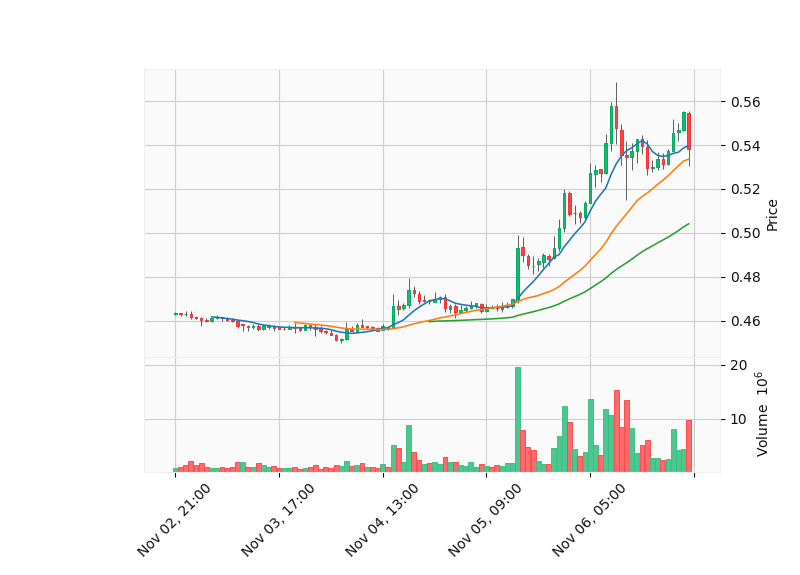 0.56
0.54
0.52
0.50
0.48
0.46
Price
20
10
Volume 10^6
Nov 02, 21:00
Nov 03, 17:00
Nov 04, 13:00
Nov 05, 09:00
Nov 06, 05:00